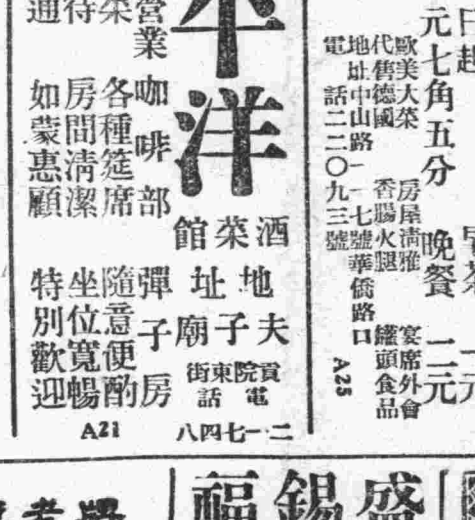 元七角五分　晚餐　二元
歐美大菜　房屋清雅　宴席外會
代售德國　香腸火腿　罐頭食品
地址中山路一一七號華僑路口
電話二二〇九三號
A25
洋
酒菜館
地址
夫子廟
貢院東街
電話
二一七四八
營業　咖啡部　彈子房
菜　各種筵席　隨意便酌
待　房間清潔　坐位寬暢
通　如蒙惠顧　特別歡迎
A21
盛錫福